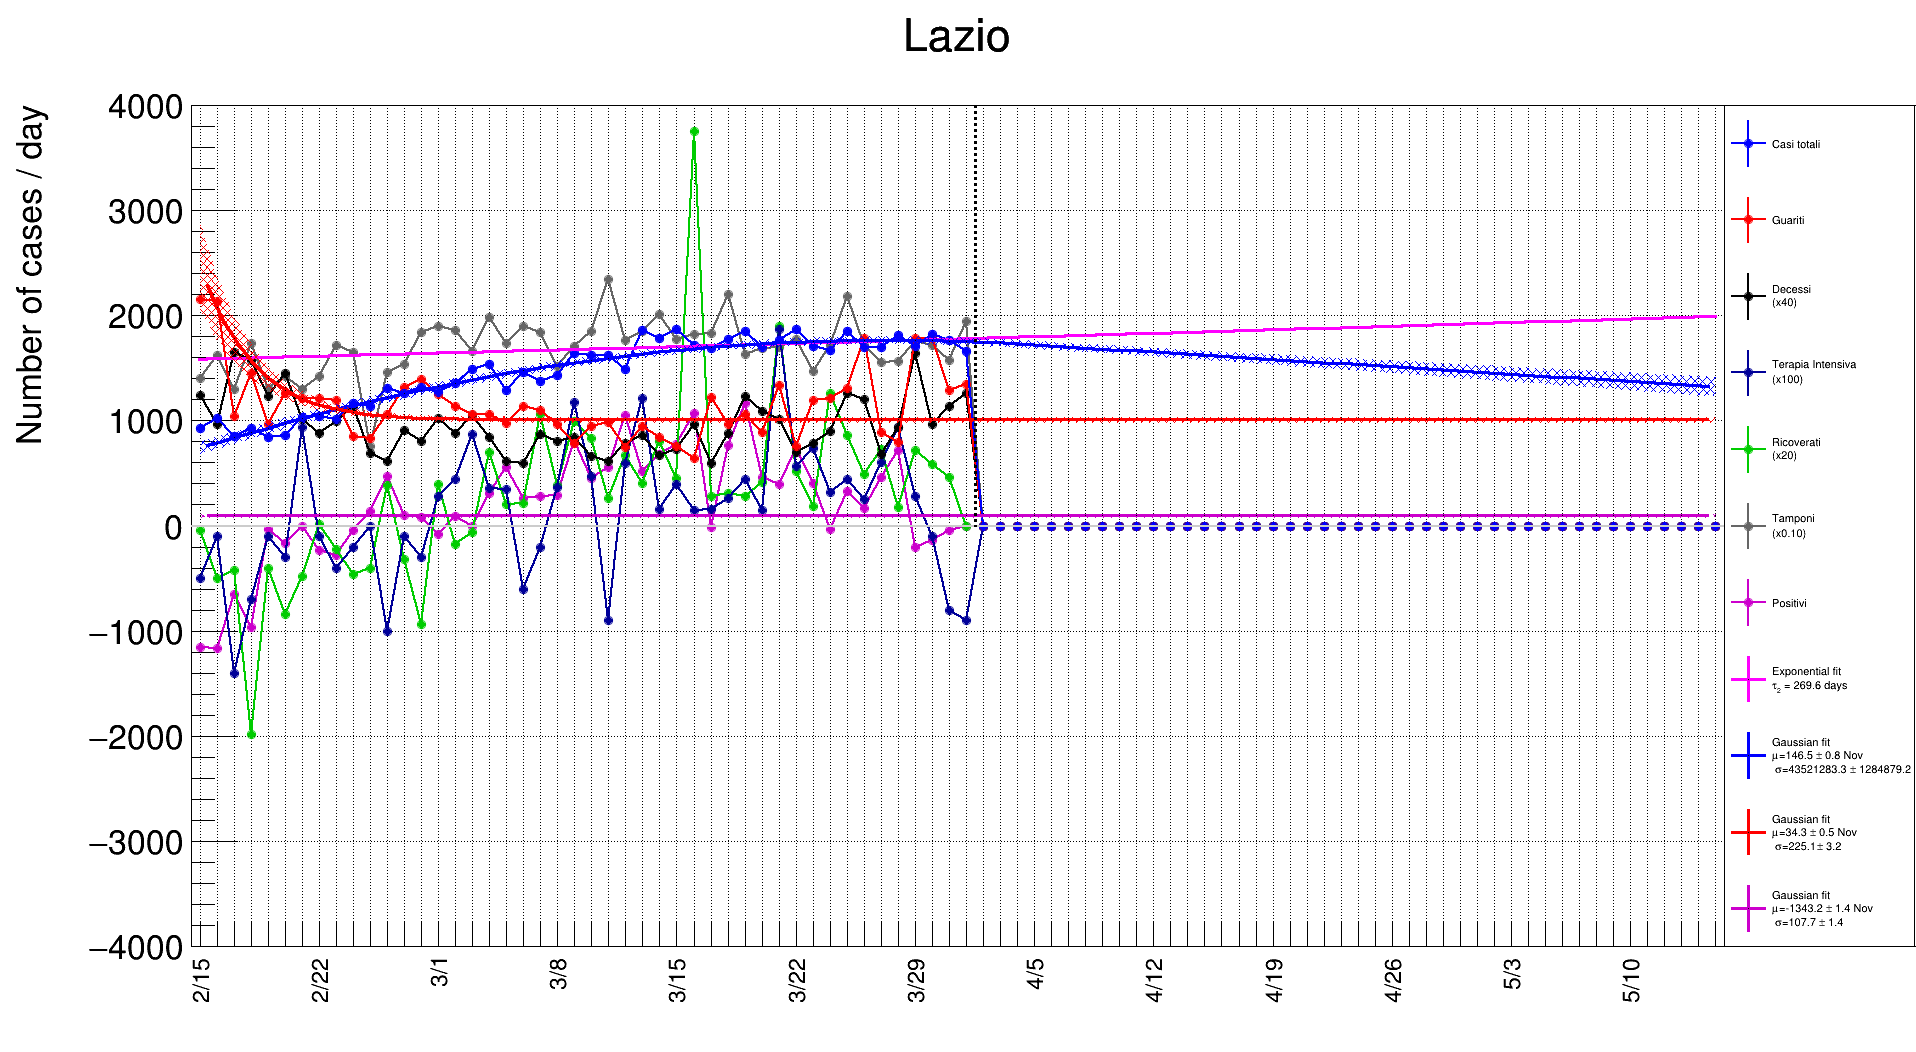 Lazio
Number of cases / day
4000
3000
2000
1000
0
−1000
−2000
−3000
−4000
2/15
2/22
3/1
3/8
3/15
3/22
3/29
4/5
4/12
4/19
4/26
5/3
5/10
Casi totali
Guariti
Decessi
(x40)
Terapia Intensiva
(x100)
Ricoverati
(x20)
Tamponi
(x0.10)
Positivi
Exponential fit
τ₂ = 269.6 days
Gaussian fit
μ=146.5 ± 0.8 Nov
σ=43521283.3 ± 1284879.2
Gaussian fit
μ=34.3 ± 0.5 Nov
σ=225.1 ± 3.2
Gaussian fit
μ=-1343.2 ± 1.4 Nov
σ=107.7 ± 1.4